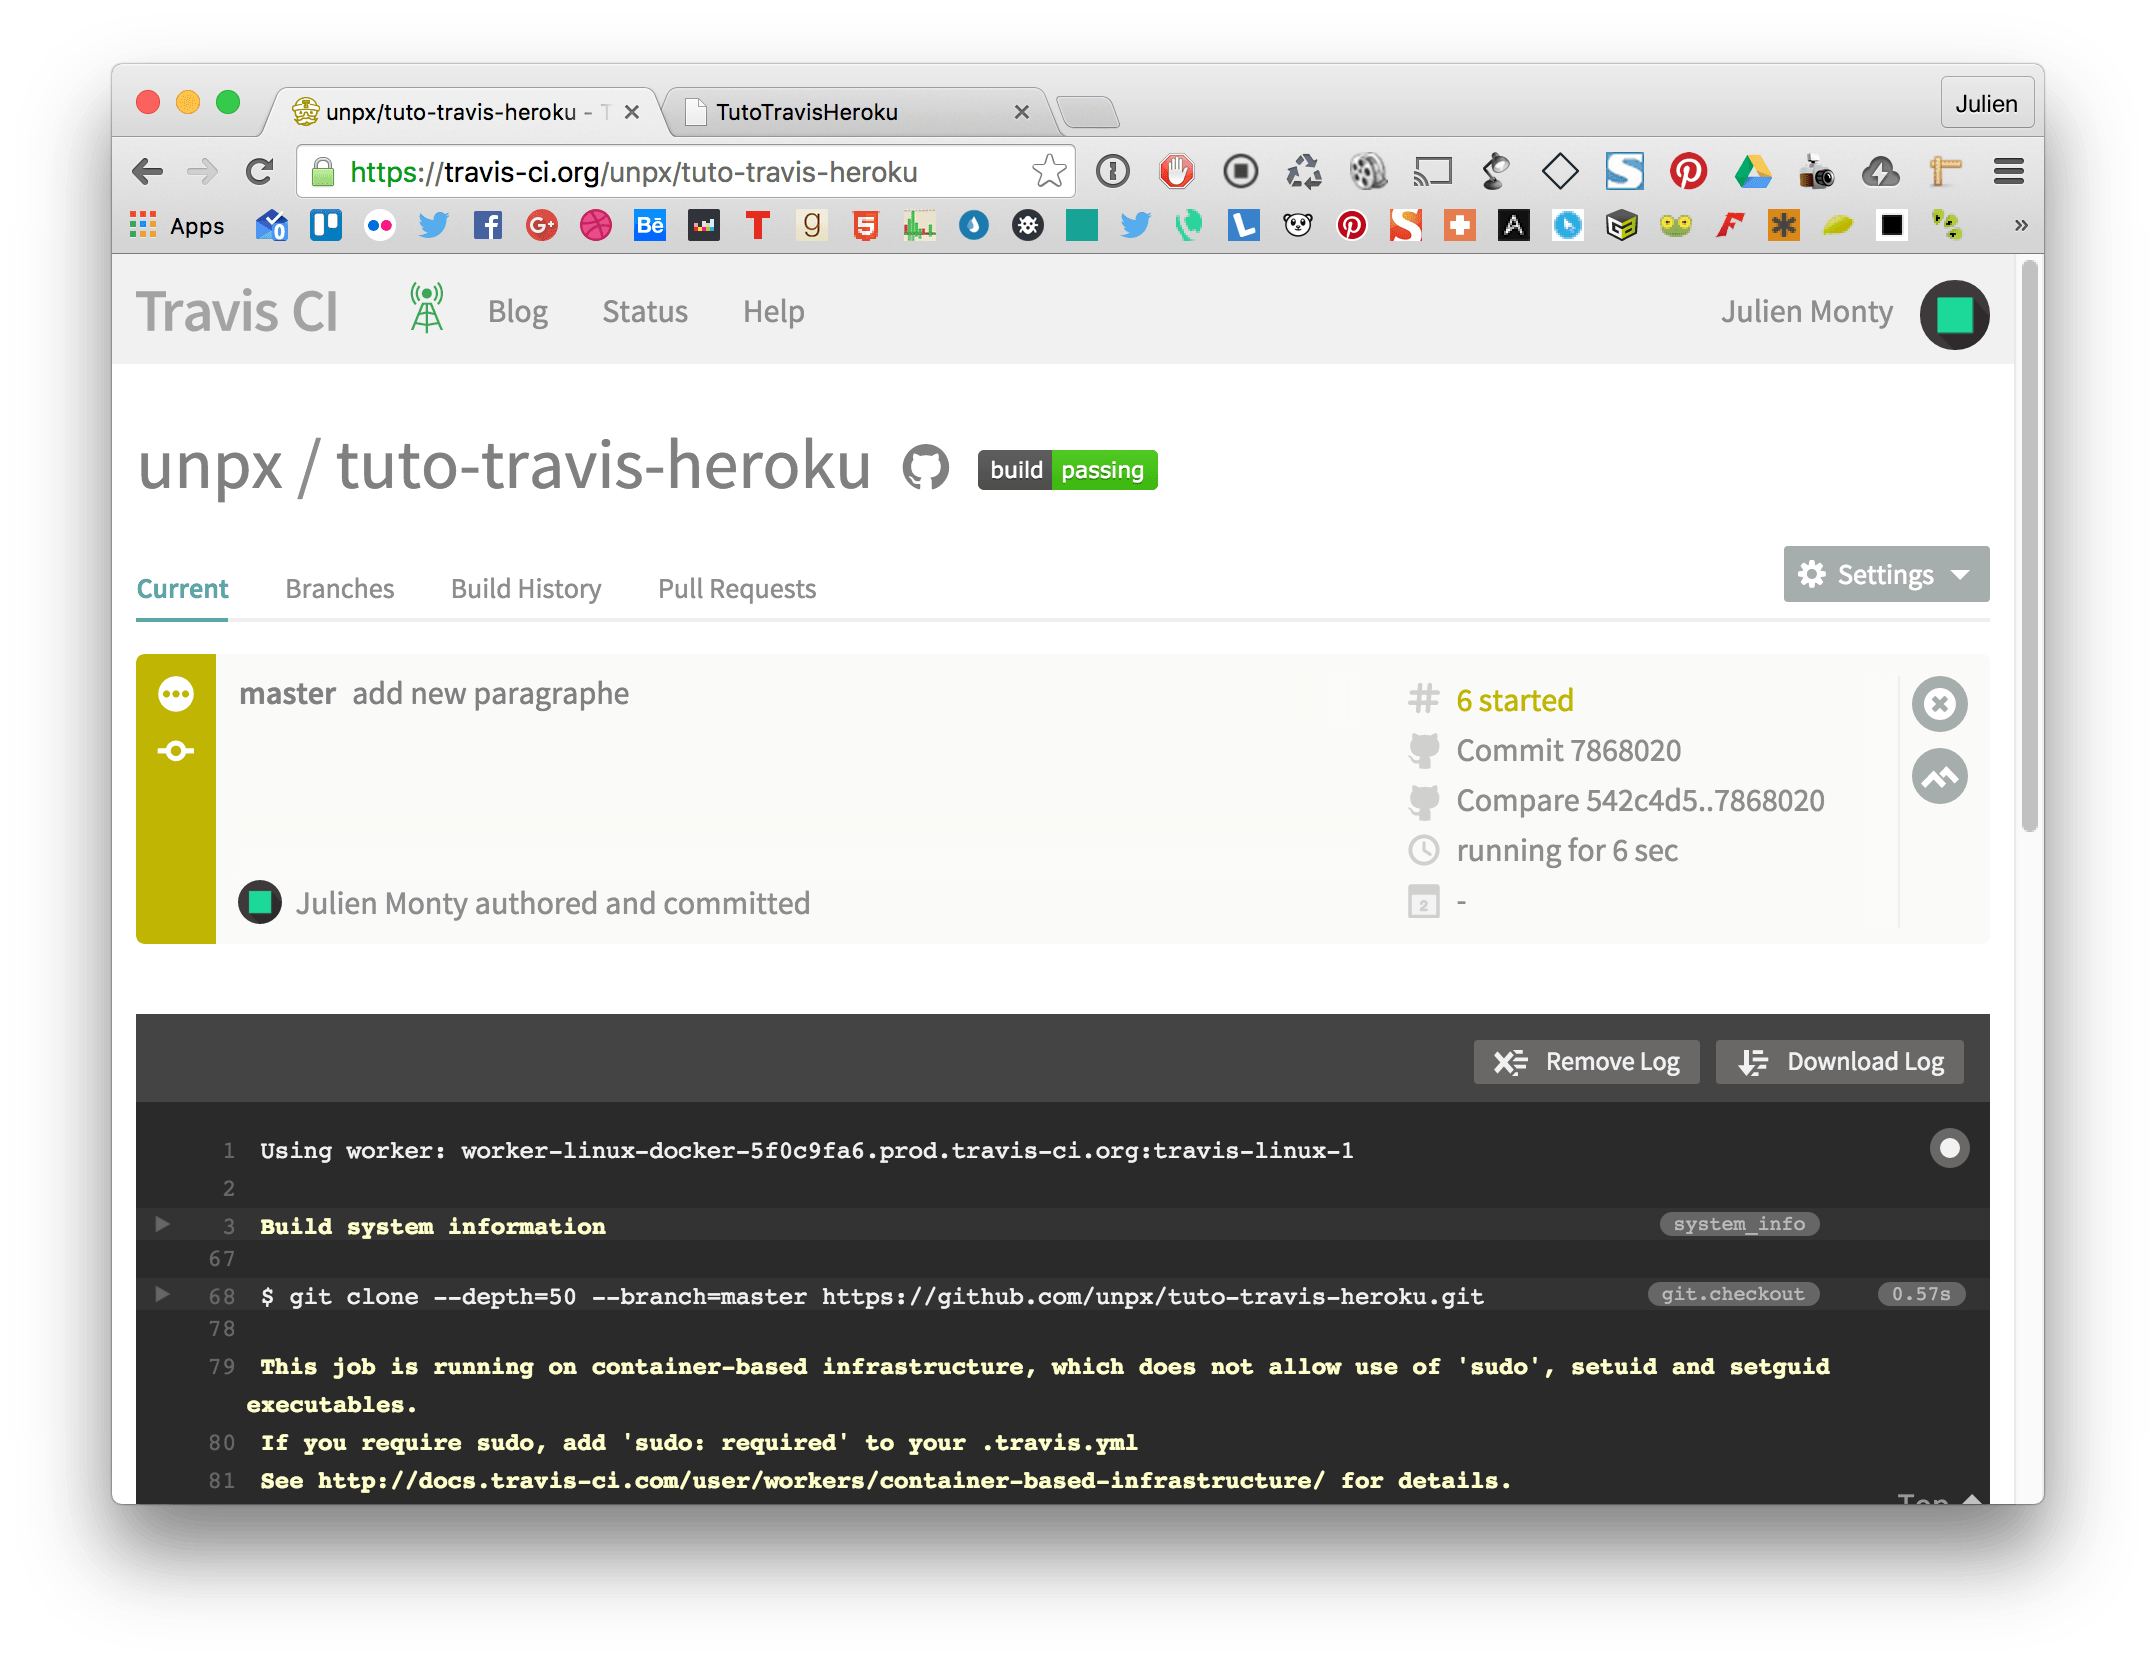 unpx/tuto-travis-heroku - T
TutoTravisHeroku
Julien
https://travis-ci.org/unpx/tuto-travis-heroku
Apps
Travis CI
Blog
Status
Help
Julien Monty
unpx / tuto-travis-heroku
build passing
Current
Branches
Build History
Pull Requests
Settings
master add new paragraphe
6 started
Commit 7868020
Compare 542c4d5..7868020
running for 6 sec
-
Julien Monty authored and committed
Remove Log
Download Log
1 Using worker: worker-linux-docker-5f0c9fa6.prod.travis-ci.org:travis-linux-1
2
3 Build system information system_info
67
68 $ git clone --depth=50 --branch=master https://github.com/unpx/tuto-travis-heroku.git git.checkout 0.57s
78
79 This job is running on container-based infrastructure, which does not allow use of 'sudo', setuid and setguid
executables.
80 If you require sudo, add 'sudo: required' to your .travis.yml
81 See http://docs.travis-ci.com/user/workers/container-based-infrastructure/ for details.
Top